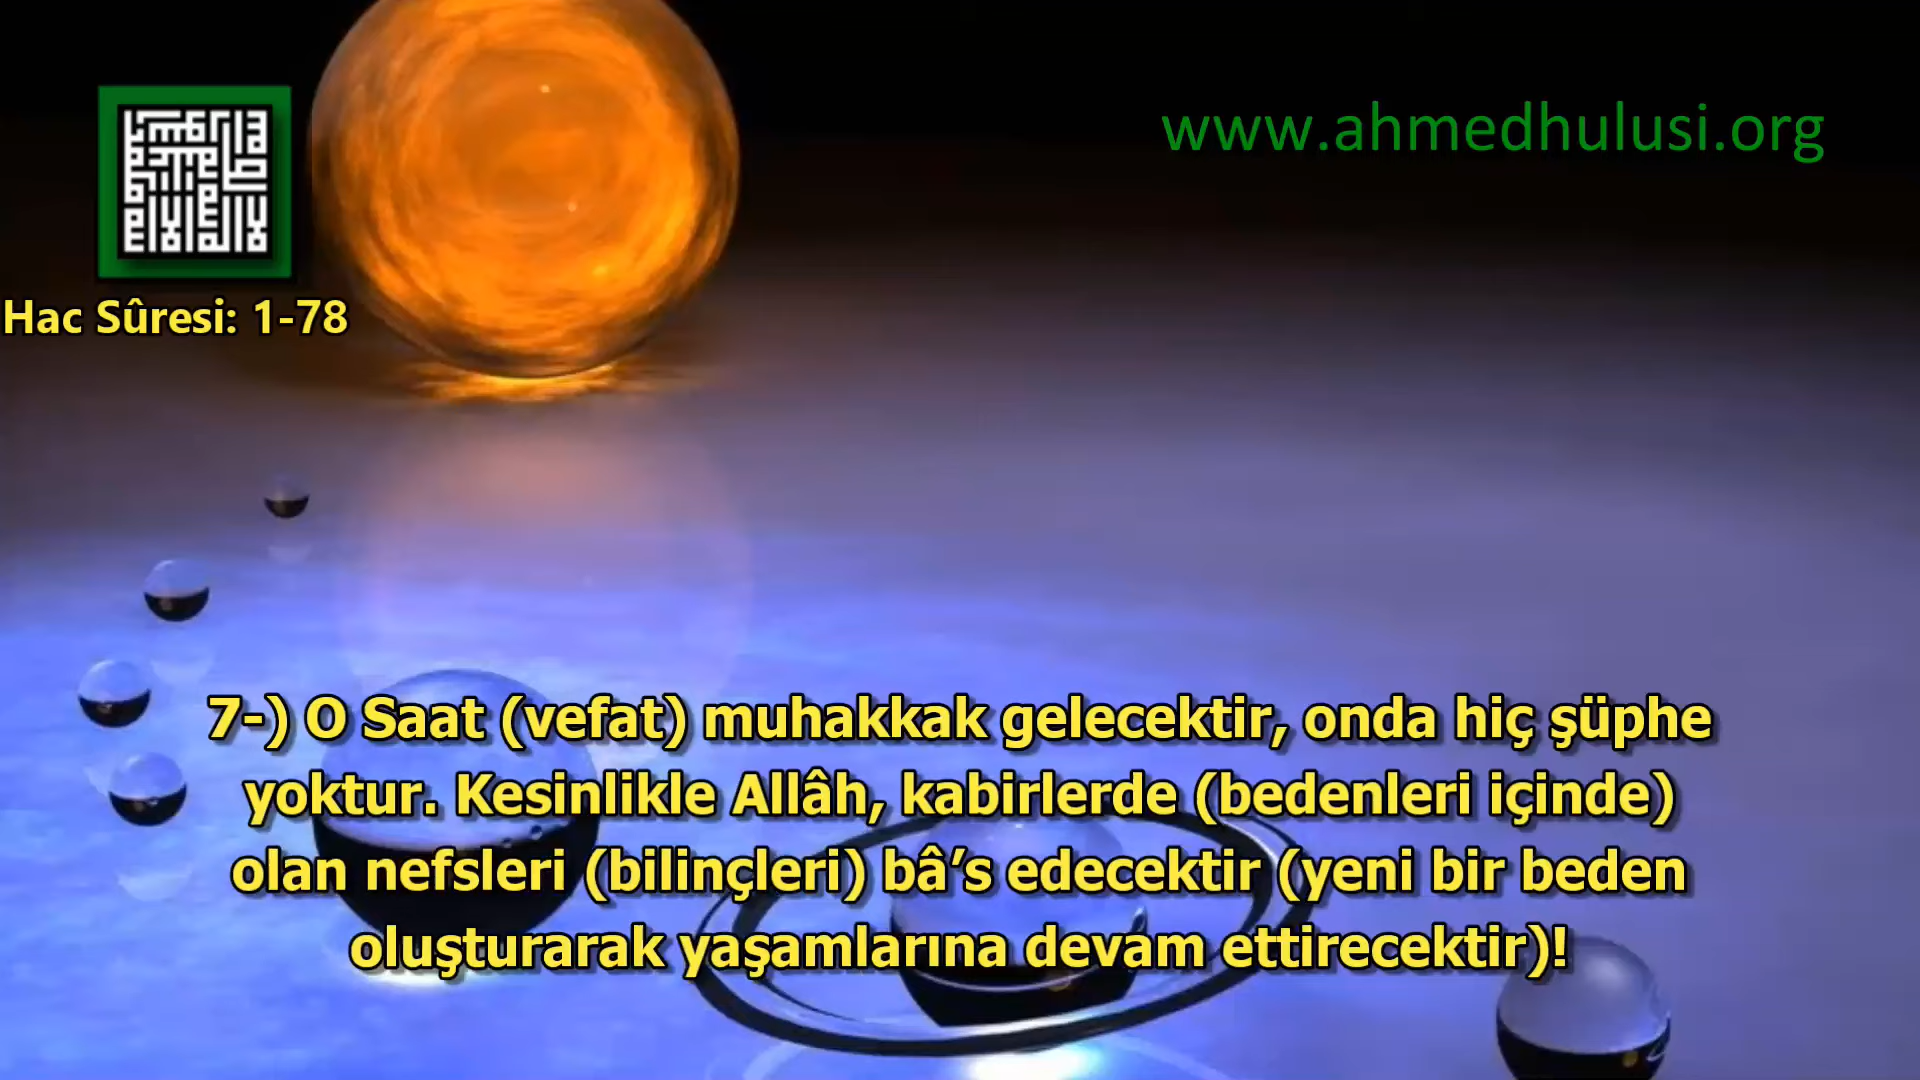 www.ahmedhulusi.org
Hac Sûresi: 1-78
7-) O Saat (vefat) muhakkak gelecektir, onda hiç şüphe
yoktur. Kesinlikle Allâh, kabirlerde (bedenleri içinde)
olan nefsleri (bilinçleri) bâ’s edecektir (yeni bir beden
oluşturarak yaşamlarına devam ettirecektir)!